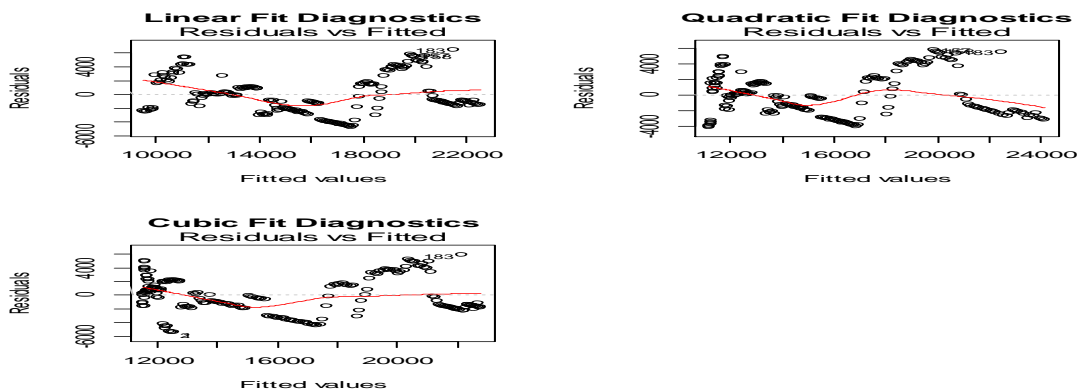 Linear Fit Diagnostics
Residuals vs Fitted
Residuals
4000
0
-6000
183
10000 14000 18000 22000
Fitted values
Quadratic Fit Diagnostics
Residuals vs Fitted
Residuals
4000
0
-4000
183
12000 16000 20000 24000
Fitted values
Cubic Fit Diagnostics
Residuals vs Fitted
Residuals
4000
0
-6000
183
12000 16000 20000
Fitted values